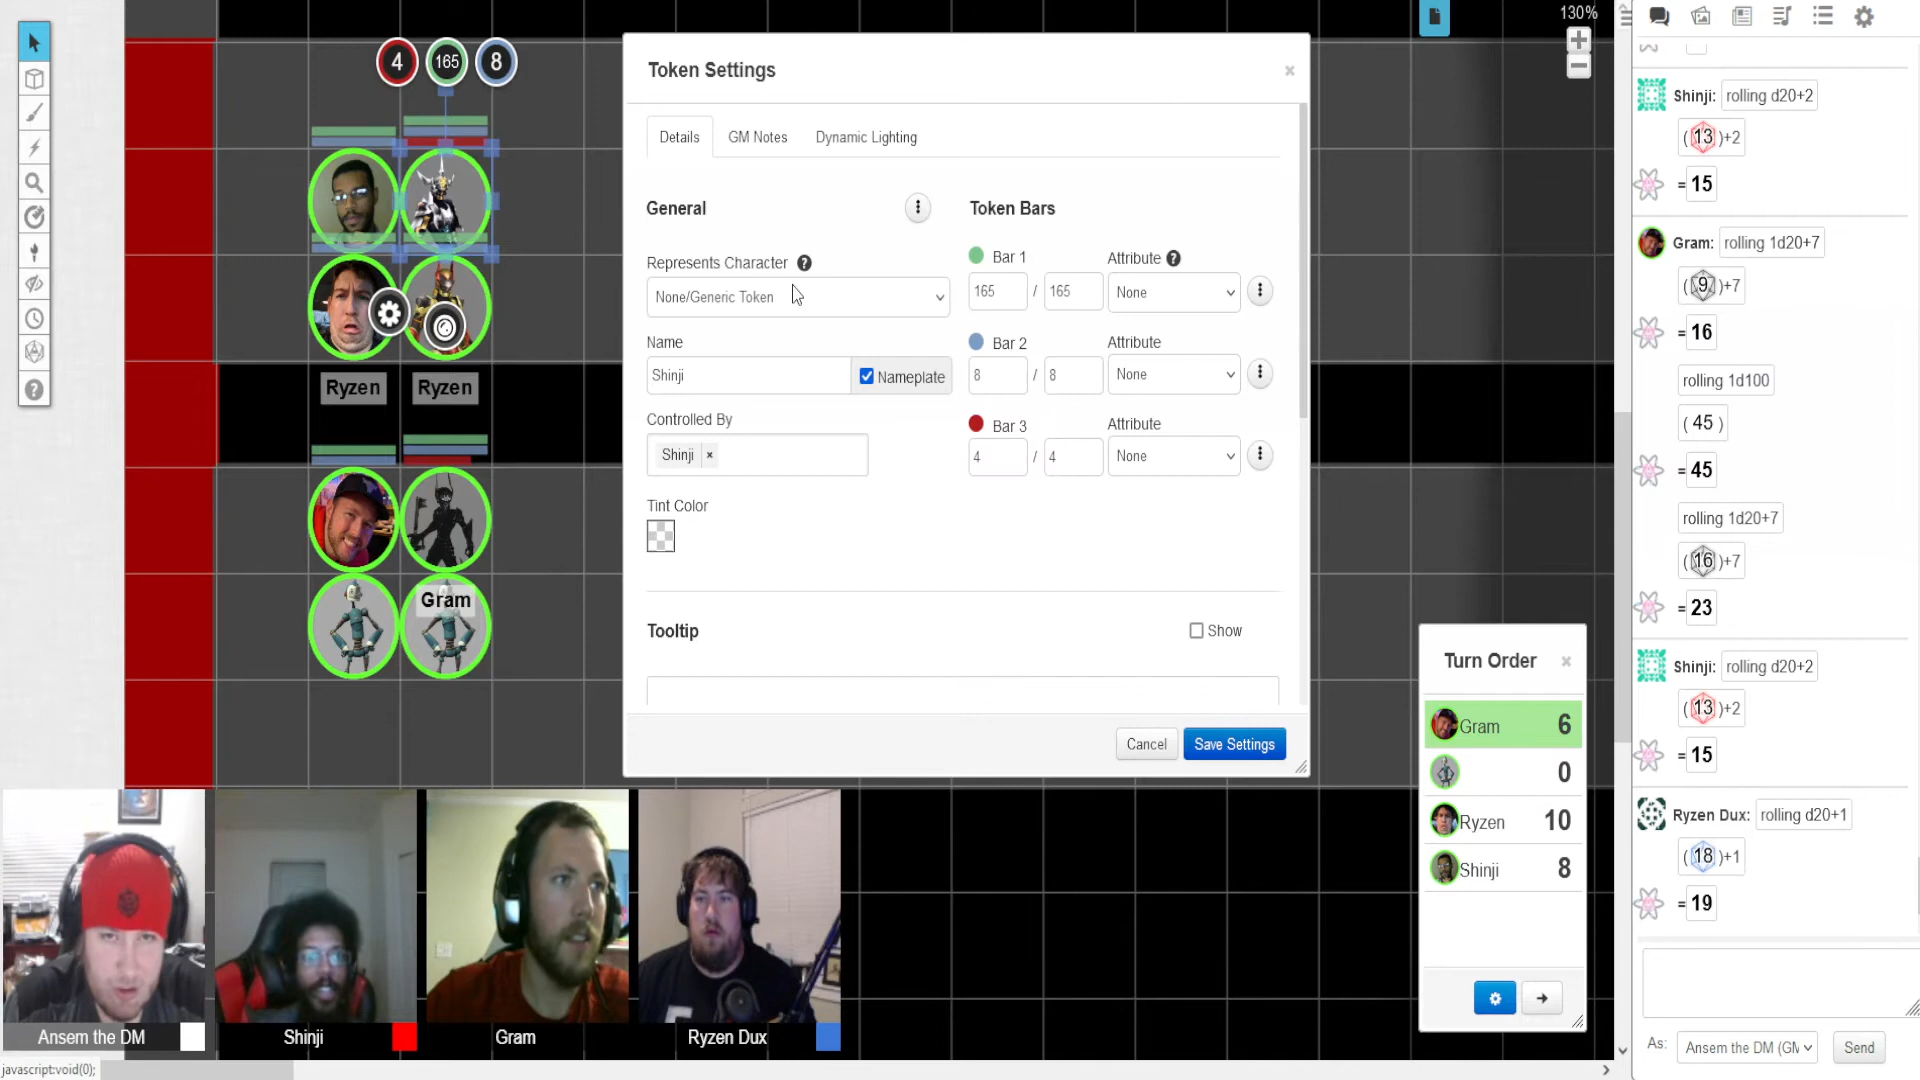 4
165
8
Ryzen
Ryzen
Gram
Token Settings
×
Details
GM Notes
Dynamic Lighting
General
Represents Character
?
None/Generic Token
Name
Shinji
Nameplate
Controlled By
Shinji ×
Tint Color
Token Bars
Bar 1
Attribute ?
165 / 165
None
Bar 2
Attribute
8 / 8
None
Bar 3
Attribute
4 / 4
None
Tooltip
Show
Cancel
Save Settings
130%
Turn Order
×
Gram 6
0
Ryzen 10
Shinji 8
Shinji: rolling d20+2
(13)+2
=15
Gram: rolling 1d20+7
(9)+7
=16
rolling 1d100
(45)
=45
rolling 1d20+7
(16)+7
=23
Shinji: rolling d20+2
(13)+2
=15
Ryzen Dux: rolling d20+1
(18)+1
=19
As: Ansem the DM (GM
Send
Ansem the DM
Shinji
Gram
Ryzen Dux
javascript:void(0);